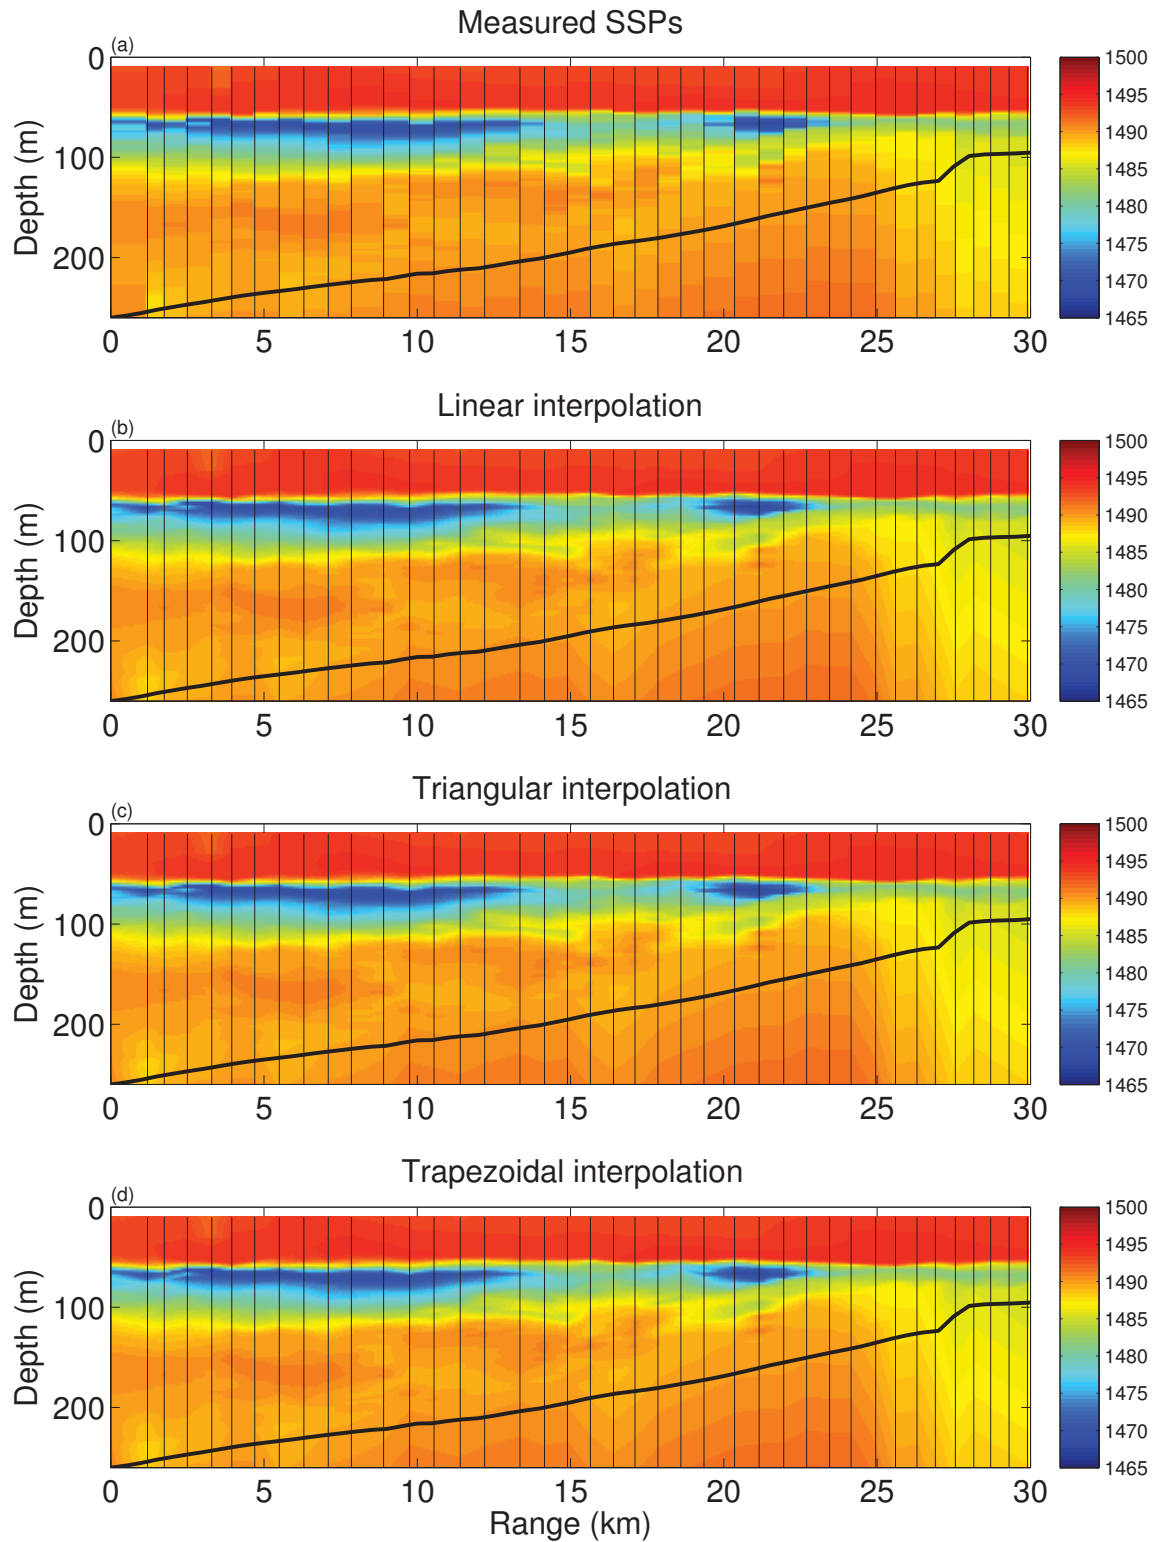 Measured SSPs
(a)
0
100
200
Depth (m)
0 5 10 15 20 25 30
1500
1495
1490
1485
1480
1475
1470
1465
Linear interpolation
(b)
0
100
200
Depth (m)
0 5 10 15 20 25 30
1500
1495
1490
1485
1480
1475
1470
1465
Triangular interpolation
(c)
0
100
200
Depth (m)
0 5 10 15 20 25 30
1500
1495
1490
1485
1480
1475
1470
1465
Trapezoidal interpolation
(d)
0
100
200
Depth (m)
0 5 10 15 20 25 30
Range (km)
1500
1495
1490
1485
1480
1475
1470
1465